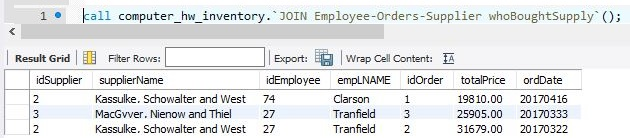 1 call computer_hw_inventory.`JOIN Employee-Orders-Supplier whoBoughtSupply`();
Result Grid Filter Rows: Export: Wrap Cell Content:
idSupplier supplierName idEmployee empLNAME idOrder totalPrice ordDate
2 Kassulke. Schowalter and West 74 Clarson 1 19810.00 20170416
3 MacGyver. Nienow and Thiel 27 Tranfield 3 25905.00 20170333
2 Kassulke. Schowalter and West 27 Tranfield 2 31679.00 20170322